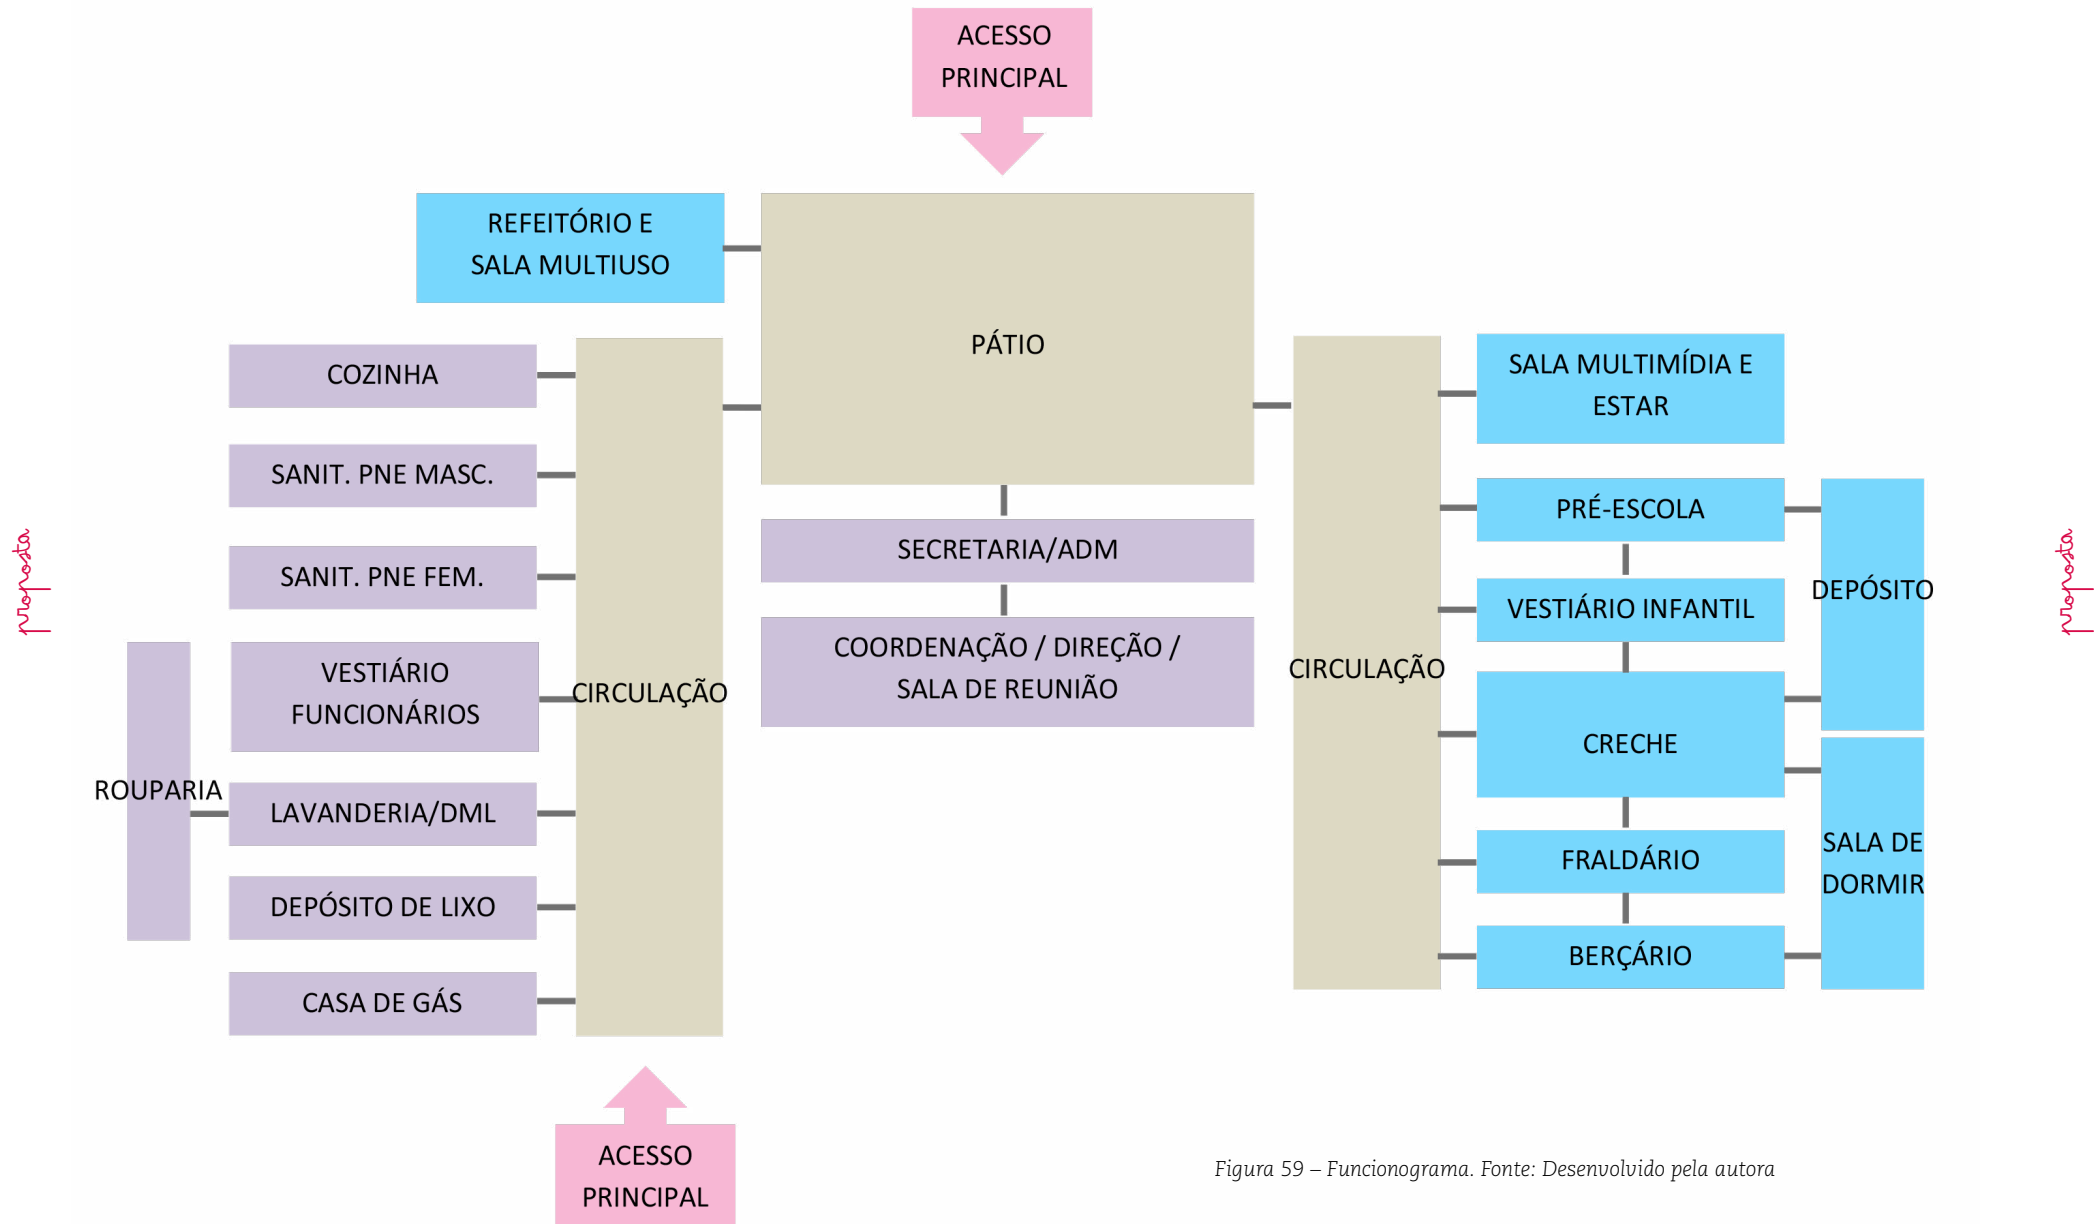 ACESSO
PRINCIPAL
REFEITÓRIO E
SALA MULTIUSO
PÁTIO
COZINHA
SANIT. PNE MASC.
SANIT. PNE FEM.
VESTIÁRIO
FUNCIONÁRIOS
ROUPARIA
LAVANDERIA/DML
DEPÓSITO DE LIXO
CASA DE GÁS
CIRCULAÇÃO
SECRETARIA/ADM
COORDENAÇÃO / DIREÇÃO /
SALA DE REUNIÃO
CIRCULAÇÃO
SALA MULTIMÍDIA E
ESTAR
PRÉ-ESCOLA
VESTIÁRIO INFANTIL
CRECHE
FRALDÁRIO
BERÇÁRIO
DEPÓSITO
SALA DE
DORMIR
ACESSO
PRINCIPAL
proposta
proposta
Figura 59 – Funcionograma. Fonte: Desenvolvido pela autora